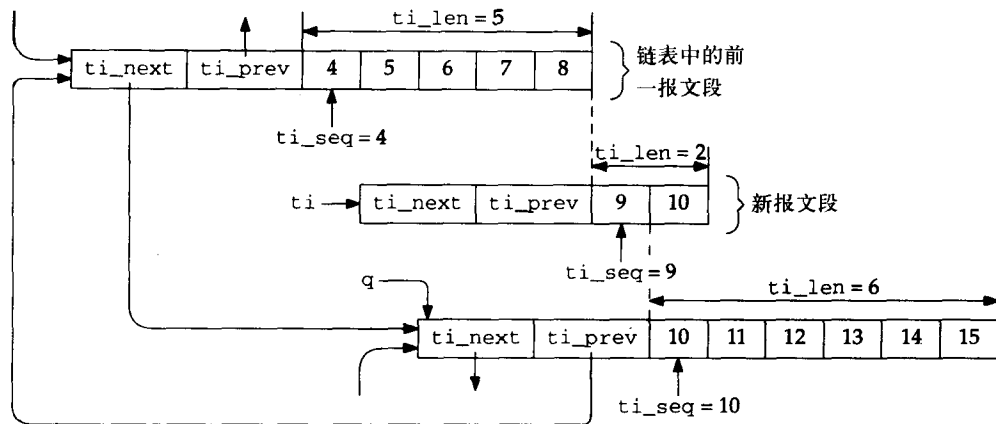 ti_len=5
ti_next ti_prev 4 5 6 7 8
链表中的前
一报文段
ti_seq=4
ti_len=2
ti ti_next ti_prev 9 10
新报文段
ti_seq=9
q
ti_len=6
ti_next ti_prev 10 11 12 13 14 15
ti_seq=10